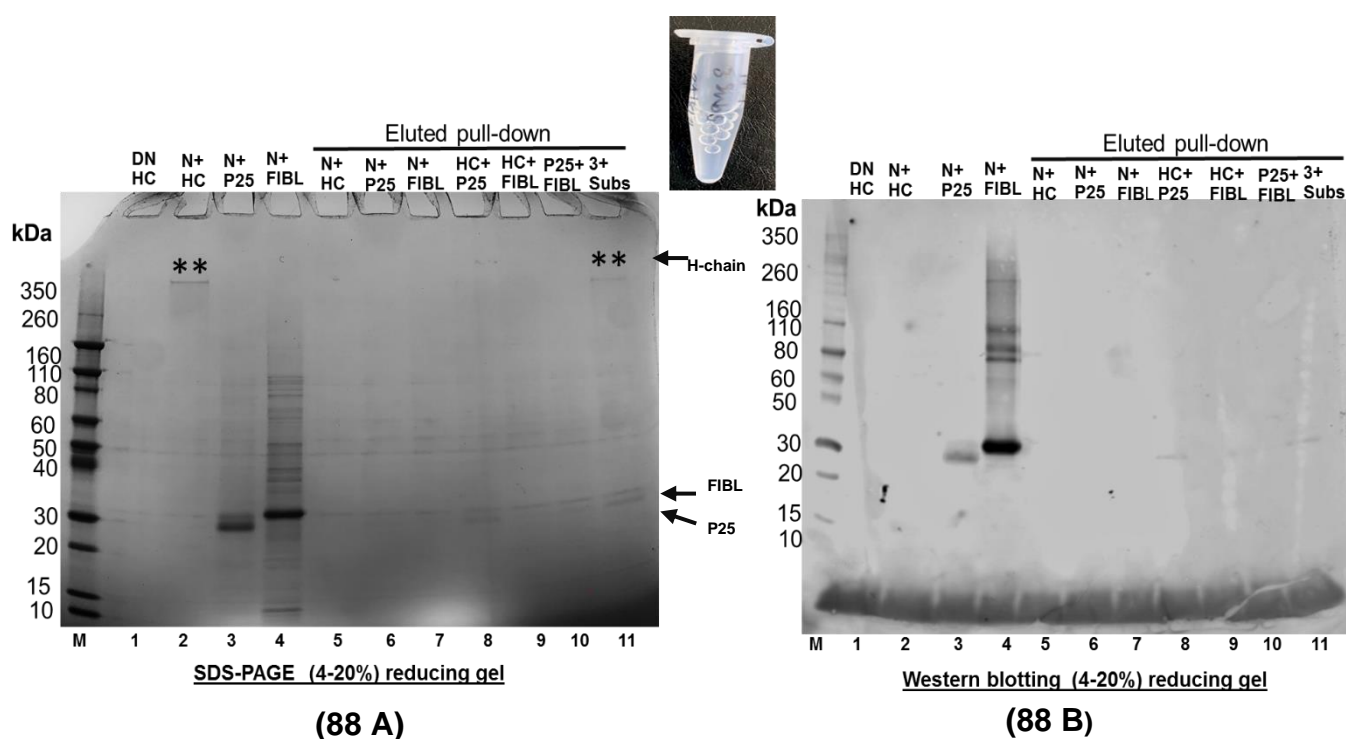 Eluted pull-down
DN HC
N+ HC
N+ P25
N+ FIBL
N+ HC
N+ P25
N+ FIBL
HC+ P25
HC+ FIBL
P25+ FIBL
3+ Subs
kDa
350
260
160
110
80
60
50
40
30
20
15
10
**
**
H-chain
FIBL
P25
M 1 2 3 4 5 6 7 8 9 10 11
SDS-PAGE (4-20%) reducing gel
(88 A)
Eluted pull-down
DN HC
N+ HC
N+ P25
N+ FIBL
N+ HC
N+ P25
N+ FIBL
HC+ P25
HC+ FIBL
P25+ FIBL
3+ Subs
kDa
350
260
160
110
80
60
50
30
20
15
10
M 1 2 3 4 5 6 7 8 9 10 11
Western blotting (4-20%) reducing gel
(88 B)